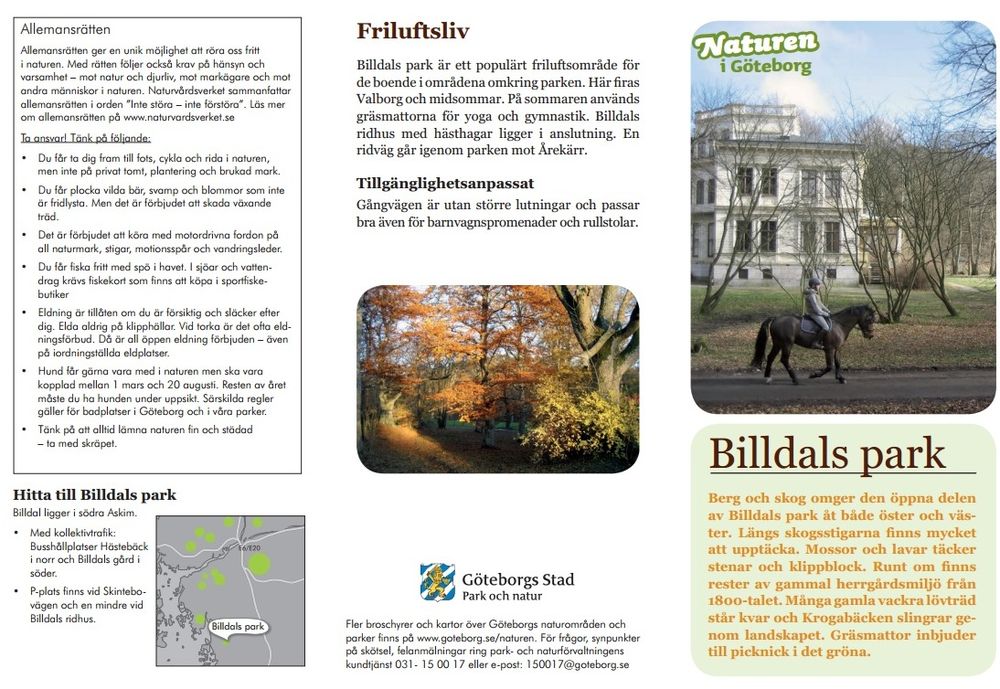 Allemansrätten
Allemansrätten ger en unik möjlighet att röra oss fritt
i naturen. Med rätten följer också krav på hänsyn och
varsamhet – mot natur och djurliv, mot markägare och mot
andra människor i naturen. Naturvårdsverket sammanfattar
allemansrätten i orden ”Inte störa – inte förstöra”. Läs mer
om allemansrätten på www.naturvardsverket.se
Ta ansvar! Tänk på följande:
• Du får ta dig fram till fots, cykla och rida i naturen,
men inte på privat tomt, plantering och brukad mark.
• Du får plocka vilda bär, svamp och blommor som inte
är fridlysta. Men det är förbjudet att skada växande
träd.
• Det är förbjudet att köra med motordrivna fordon på
all naturmark, stigar, motionsspår och vandringsleder.
• Du får fiska fritt med spö i havet. I sjöar och vatten-
drag krävs fiskekort som finns att köpa i sportfiske-
butiker
• Eldning är tillåten om du är försiktig och släcker efter
dig. Elda aldrig på klipphällar. Vid torka är det ofta eld-
ningsförbud. Då är all öppen eldning förbjuden – även
på iordningställda eldplatser.
• Hund får gärna vara med i naturen men ska vara
kopplad mellan 1 mars och 20 augusti. Resten av året
måste du ha hunden under uppsikt. Särskilda regler
gäller för badplatser i Göteborg och i våra parker.
• Tänk på att alltid lämna naturen fin och städad
– ta med skräpet.
Hitta till Billdals park
Billdal ligger i södra Askim.
• Med kollektivtrafik:
Busshållplatser Hästebäck
i norr och Billdals gård i
söder.
• P-plats finns vid Skintebo-
vägen och en mindre vid
Billdals ridhus.
E6/E20
Billdals park
Friluftsliv
Billdals park är ett populärt friluftsområde för
de boende i områdena omkring parken. Här firas
Valborg och midsommar. På sommaren används
gräsmattorna för yoga och gymnastik. Billdals
ridhus med hästhagar ligger i anslutning. En
ridväg går igenom parken mot Årekärr.
Tillgänglighetsanpassat
Gångvägen är utan större lutningar och passar
bra även för barnvagnspromenader och rullstolar.
Göteborgs Stad
Park och natur
Fler broschyrer och kartor över Göteborgs naturområden och
parker finns på www.goteborg.se/naturen. För frågor, synpunkter
på skötsel, felanmälningar ring park- och naturförvaltningens
kundtjänst 031- 15 00 17 eller e-post: 150017@goteborg.se
Naturen
i Göteborg
Billdals park
Berg och skog omger den öppna delen
av Billdals park åt både öster och väs-
ter. Längs skogsstigarna finns mycket
att upptäcka. Mossor och lavar täcker
stenar och klippblock. Runt om finns
rester av gammal herrgårdsmiljö från
1800-talet. Många gamla vackra lövträd
står kvar och Krogabäcken slingrar ge-
nom landskapet. Gräsmattor inbjuder
till picknick i det gröna.